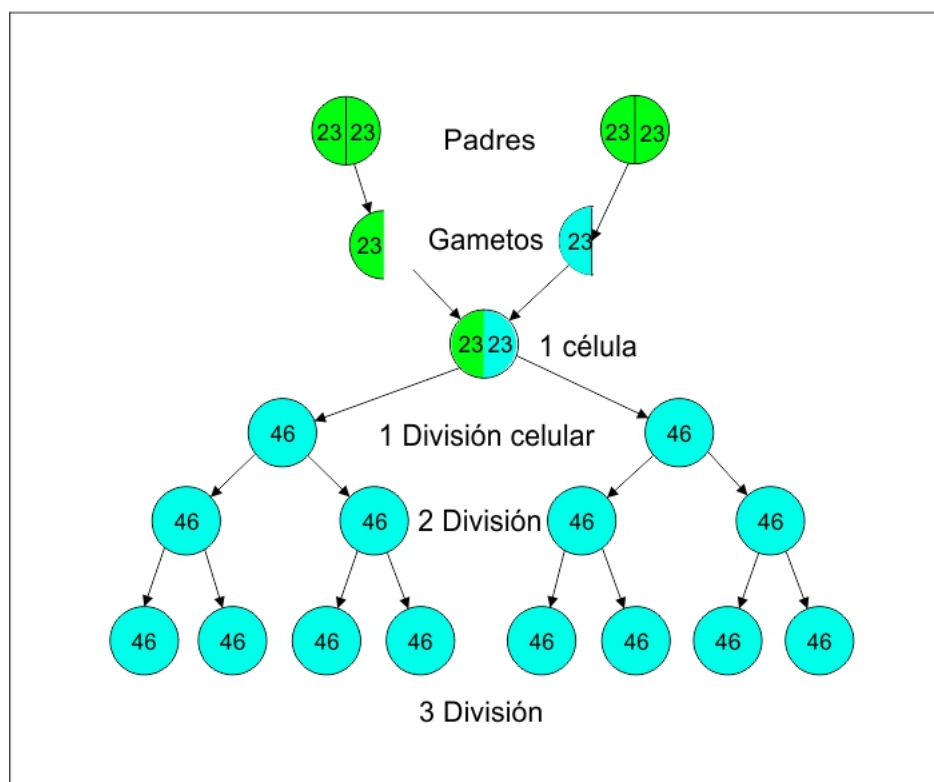 23 23 Padres 23 23
23 Gametos 23
23 23 1 célula
46 1 División celular 46
46 46 2 División 46 46
46 46 46 46 46 46 46 46
3 División